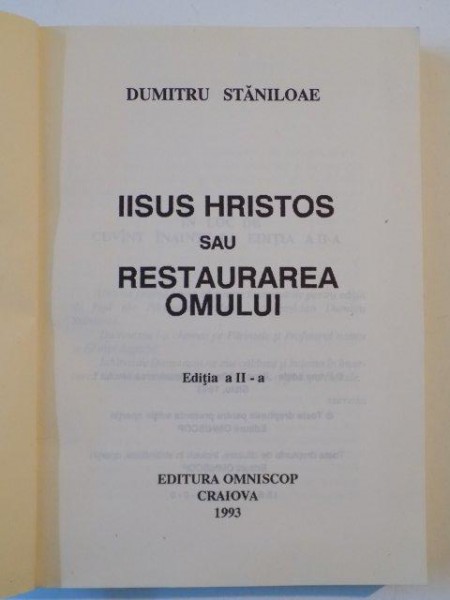 DUMITRU STĂNILOAE
IISUS HRISTOS
SAU
RESTAURAREA
OMULUI
Ediţia a II - a
EDITURA OMNISCOP
CRAIOVA
1993